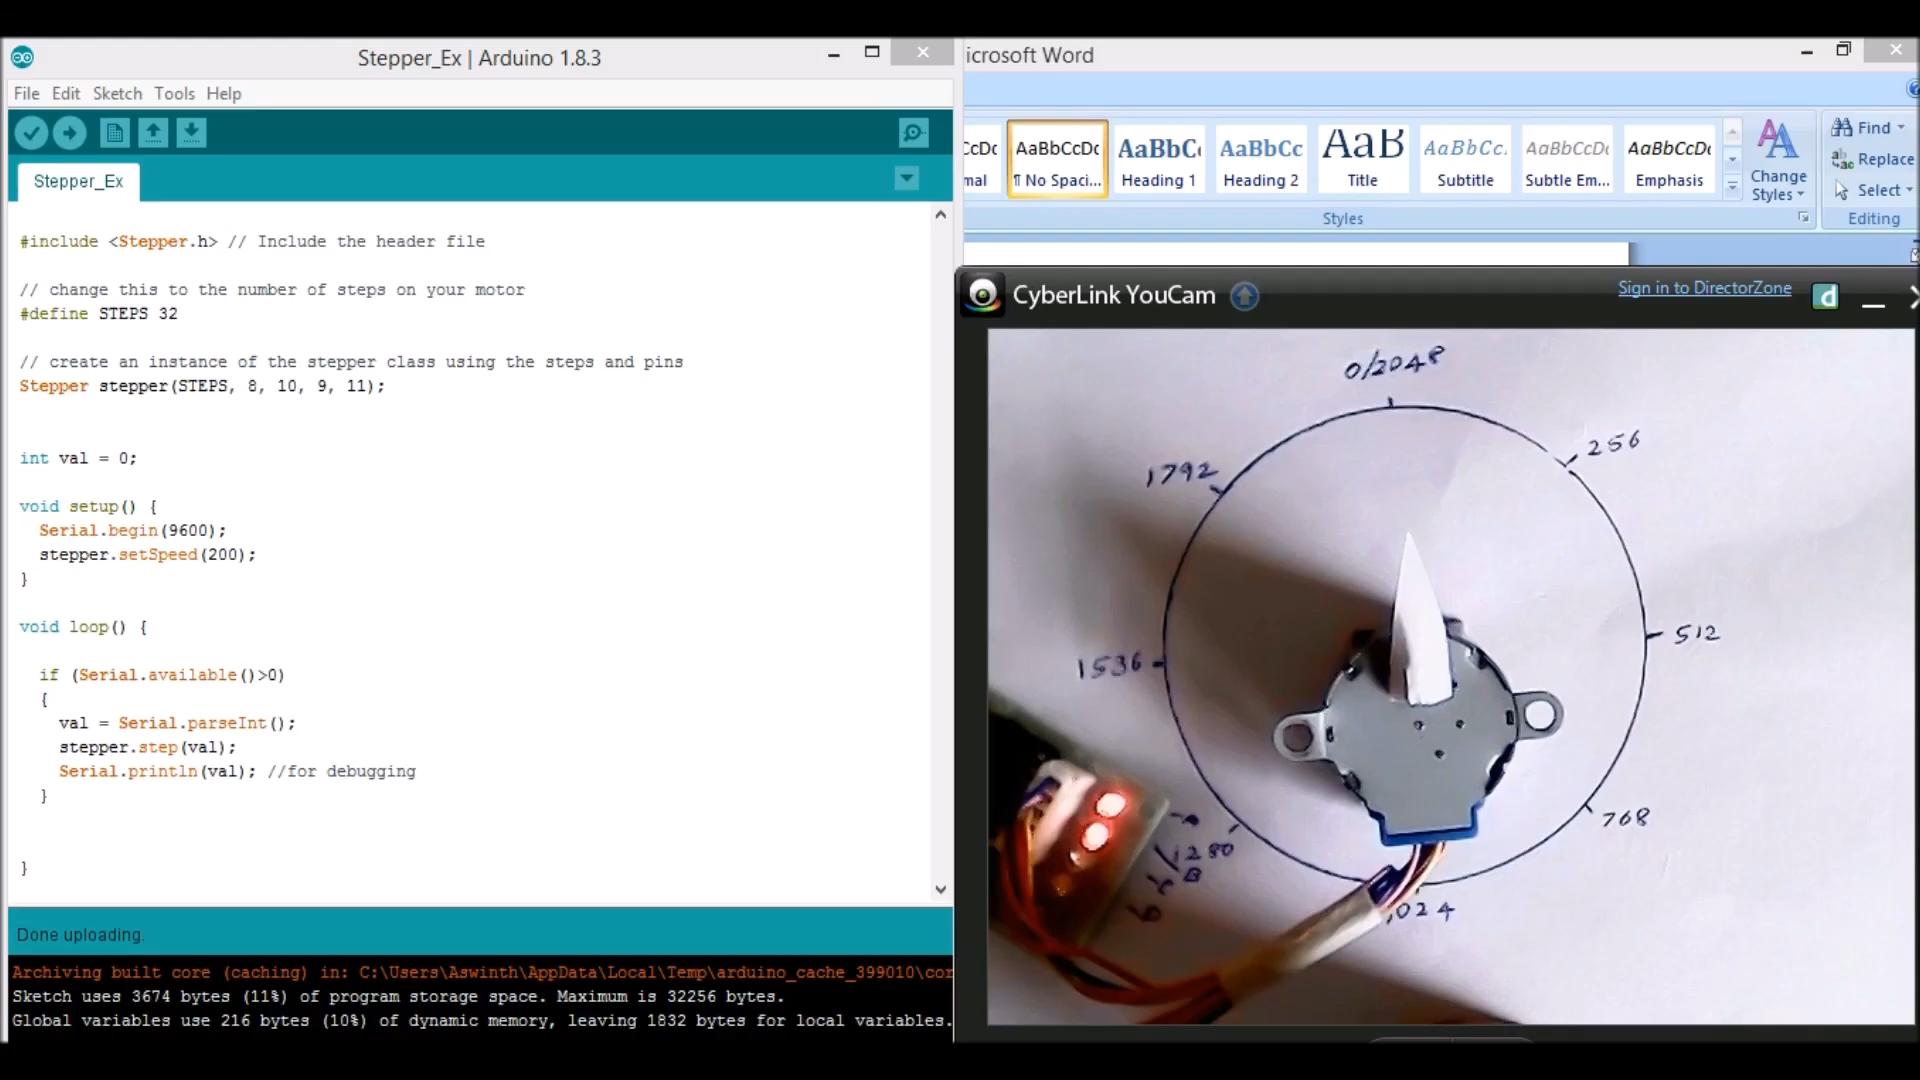 Stepper_Ex | Arduino 1.8.3
File Edit Sketch Tools Help
Stepper_Ex
#include <Stepper.h> // Include the header file
// change this to the number of steps on your motor
#define STEPS 32
// create an instance of the stepper class using the steps and pins
Stepper stepper(STEPS, 8, 10, 9, 11);
int val = 0;
void setup() {
Serial.begin(9600);
stepper.setSpeed(200);
}
void loop() {
if (Serial.available()>0)
{
val = Serial.parseInt();
stepper.step(val);
Serial.println(val); //for debugging
}
}
Done uploading.
Archiving built core (caching) in: C:\Users\Aswinth\AppData\Local\Temp\arduino_cache_399010\cor
Sketch uses 3674 bytes (11%) of program storage space. Maximum is 32256 bytes.
Global variables use 216 bytes (10%) of dynamic memory, leaving 1832 bytes for local variables.
icrosoft Word
CcDc AaBbCcDc AaBbC AaBbCc AaB AaBbCc. AaBbCcDc AaBbCcDc
mal ¶ No Spaci... Heading 1 Heading 2 Title Subtitle Subtle Em... Emphasis
Change Styles
Find
Replace
Select
Styles
Editing
CyberLink YouCam
Sign in to DirectorZone
d
0/2048
256
1792
512
1536
768
1280
024